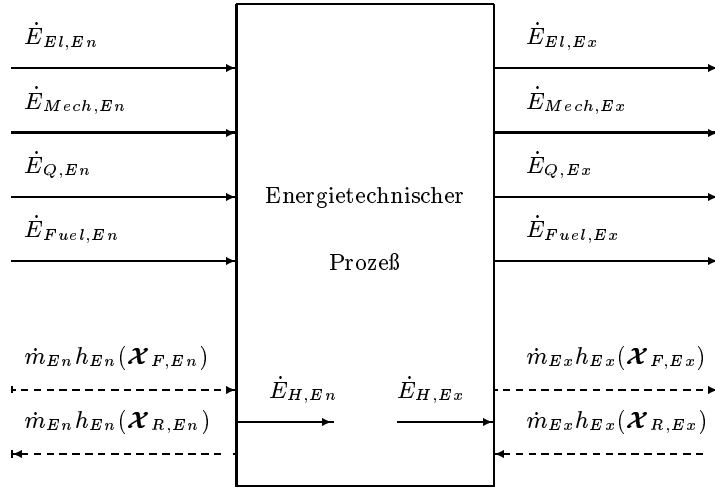 Ė_{El,En} Ė_{El,Ex}
Ė_{Mech,En} Ė_{Mech,Ex}
Ė_{Q,En} Ė_{Q,Ex}
Energietechnischer
Ė_{Fuel,En} Ė_{Fuel,Ex}
Prozeß
ṁ_{En}h_{En}(𝓧_{F,En}) ṁ_{Ex}h_{Ex}(𝓧_{F,Ex})
Ė_{H,En} Ė_{H,Ex}
ṁ_{En}h_{En}(𝓧_{R,En}) ṁ_{Ex}h_{Ex}(𝓧_{R,Ex})